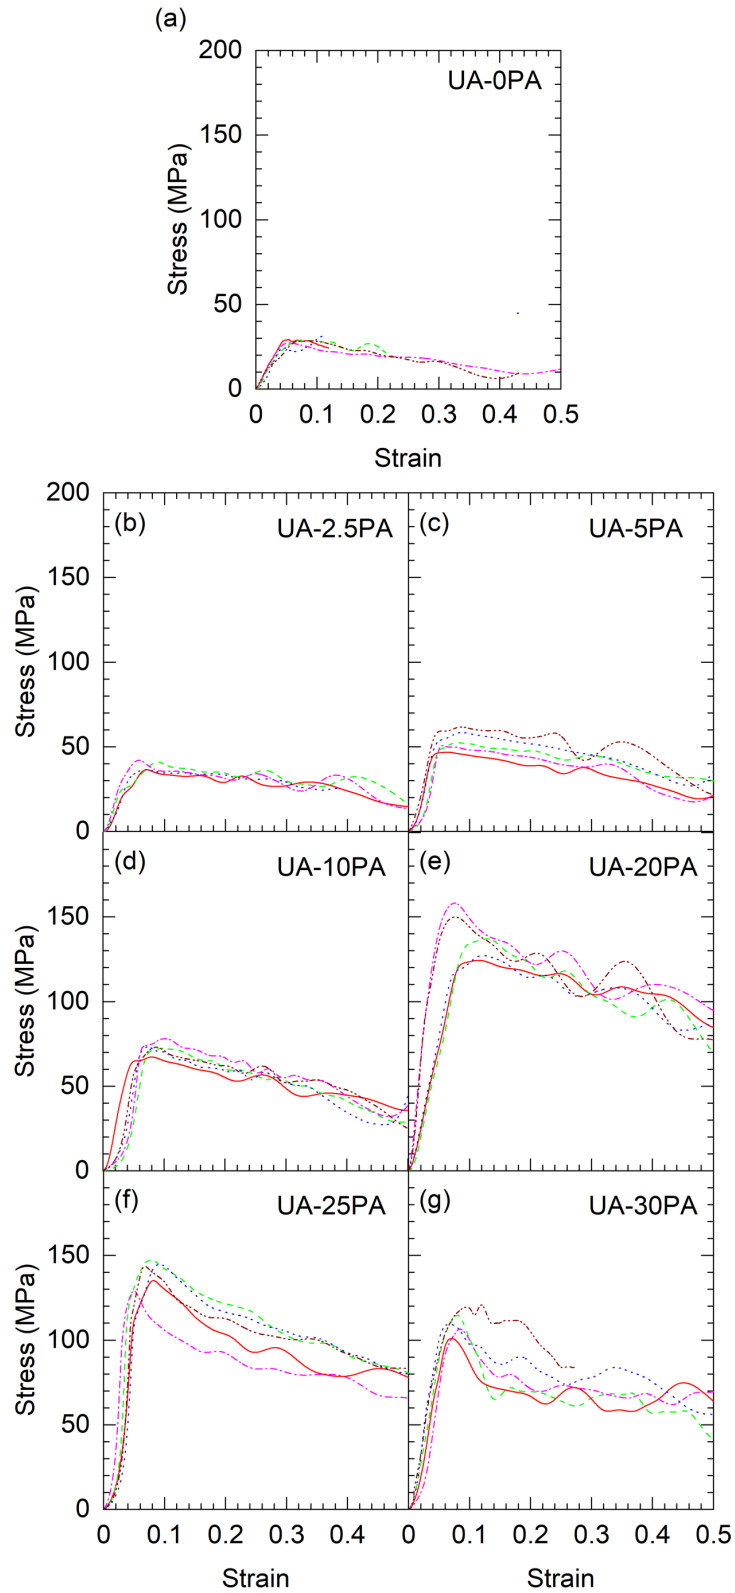 (a)
200
UA-0PA
150
Stress (MPa)
100
50
0
0 0.1 0.2 0.3 0.4 0.5
Strain
200
(b) UA-2.5PA (c) UA-5PA
150
Stress (MPa)
100
50
0
(d) UA-10PA (e) UA-20PA
150
Stress (MPa)
100
50
0
(f) UA-25PA (g) UA-30PA
150
Stress (MPa)
100
50
0
0 0.1 0.2 0.3 0.4 0 0.1 0.2 0.3 0.4 0.5
Strain Strain